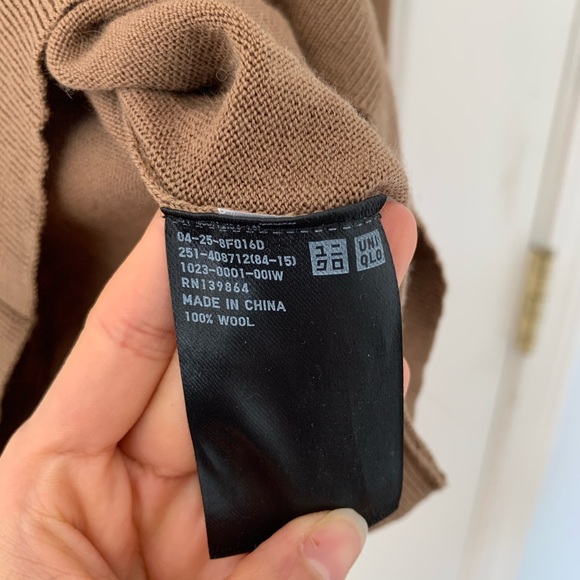 04-25-8F016D
251-408712(84-15)
1023-0001-00IW
RN139864
MADE IN CHINA
100% WOOL
ユニ
クロ
UNI
QLO